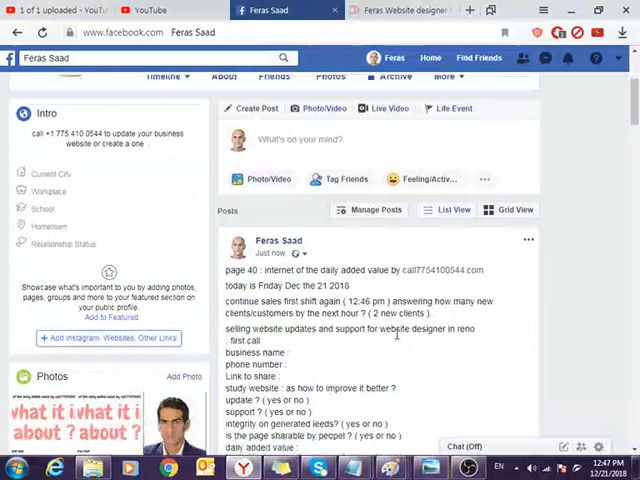 1 of 1 uploaded - YouTube
YouTube
Feras Saad
Feras Website designer
www.facebook.com
Feras Saad
Feras Saad
Feras
Home
Find Friends
Timeline
About
Friends
Photos
Archive
More
Intro
call +1 775 410 0544 to update your business
website or create a one
Current City
Workplace
School
Hometown
Relationship Status
Showcase what's important to you by adding photos,
pages, groups and more to your featured section on
your public profile.
Add to Featured
+ Add Instagram, Websites, Other Links
Photos
Add Photo
what it i
about ?
what it i
about ?
Create Post
Photo/Video
Live Video
Life Event
What's on your mind?
Photo/Video
Tag Friends
Feeling/Activ...
Posts
Manage Posts
List View
Grid View
Feras Saad
Just now
page 40 : internet of the daily added value by call7754100544.com
today is Friday Dec the 21 2018
continue sales first shift again ( 12:46 pm ) answering how many new
clients/customers by the next hour ? ( 2 new clients ) .
selling website updates and support for website designer in reno
. first call
business name :
phone number :
Link to share :
study website : as how to improve it better ?
update ? ( yes or no )
support ? ( yes or no )
integrity on generated leeds? ( yes or no )
is the page sharable by peopel ? ( yes or no )
daily added value :
Chat (Off)
EN
12:47 PM
12/21/2018